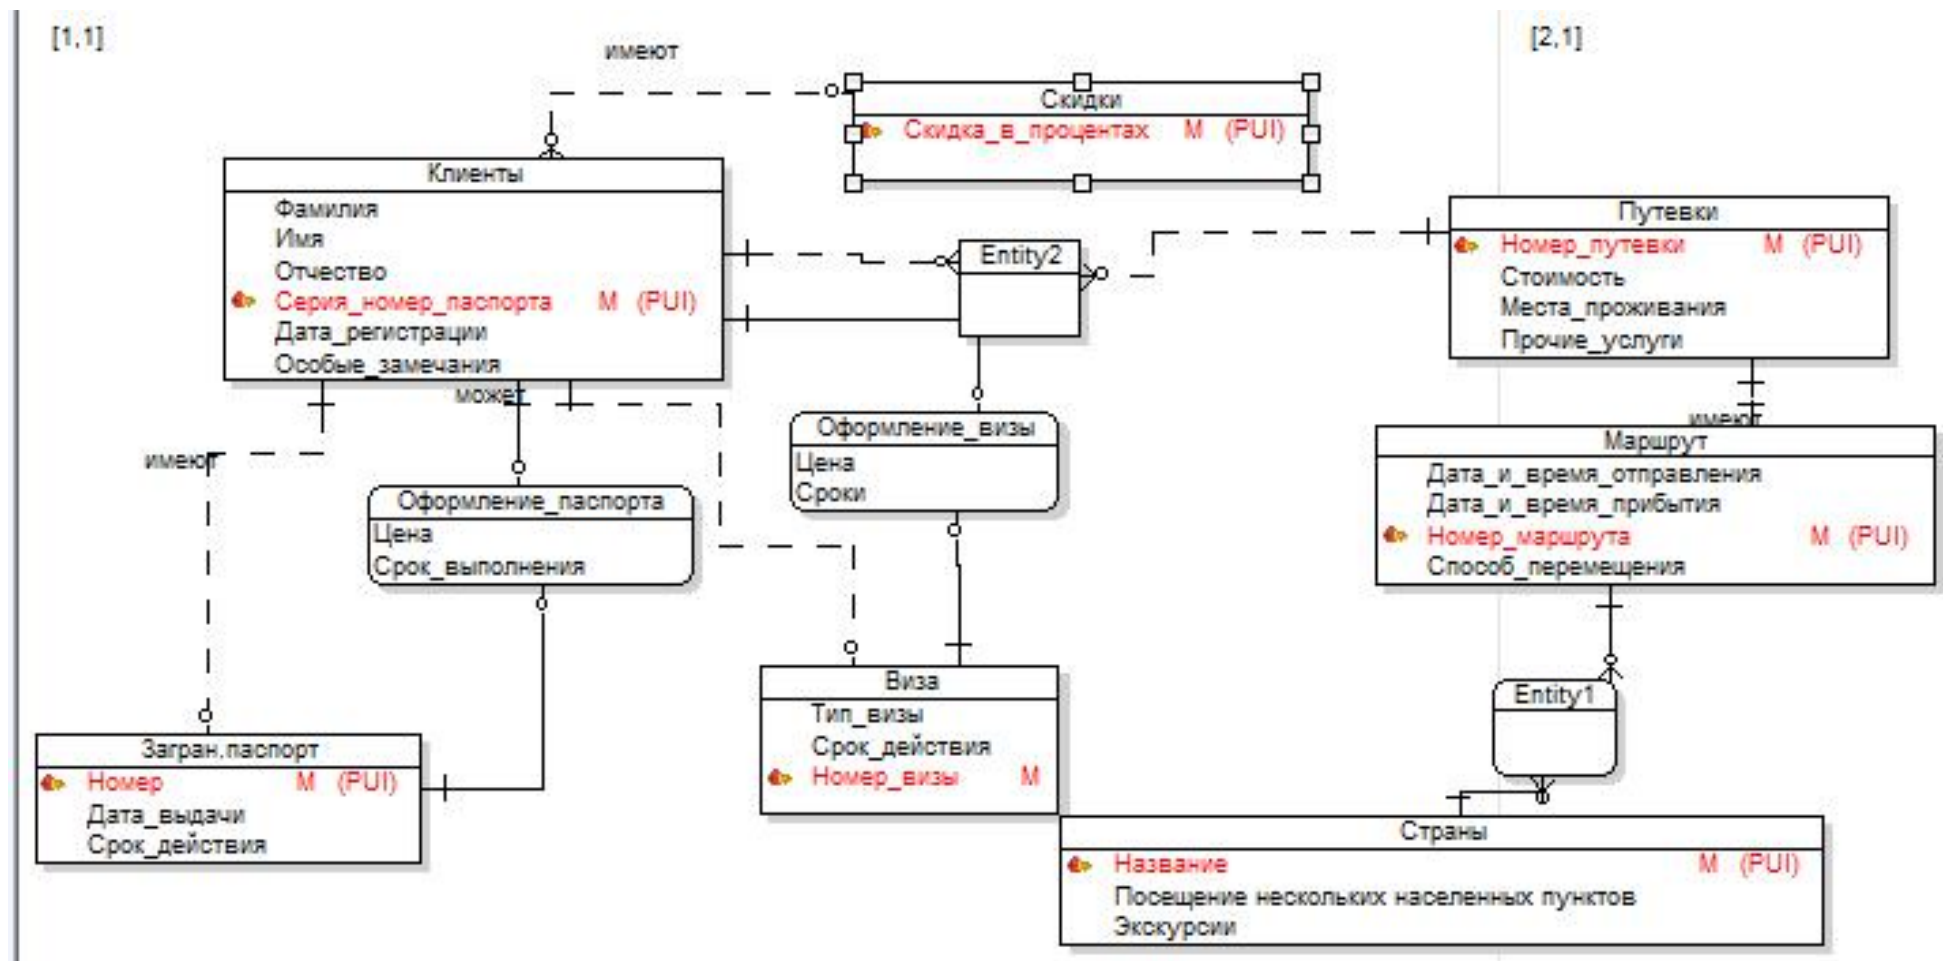 [1,1]
[2,1]
имеют
Скидки
Скидка_в_процентах M (PUI)
Клиенты
Фамилия
Имя
Отчество
Серия_номер_паспорта M (PUI)
Дата_регистрации
Особые_замечания
Entity2
Путевки
Номер_путевки M (PUI)
Стоимость
Места_проживания
Прочие_услуги
может
имеют
имеют
Оформление_визы
Цена
Сроки
Маршрут
Дата_и_время_отправления
Дата_и_время_прибытия
Номер_маршрута M (PUI)
Способ_перемещения
Оформление_паспорта
Цена
Срок_выполнения
Виза
Тип_визы
Срок_действия
Номер_визы M
Entity1
Загран.паспорт
Номер M (PUI)
Дата_выдачи
Срок_действия
Страны
Название M (PUI)
Посещение нескольких населенных пунктов
Экскурсии